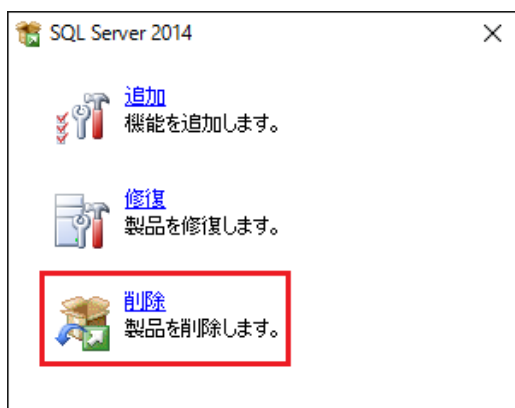 SQL Server 2014
追加
機能を追加します。
修復
製品を修復します。
削除
製品を削除します。